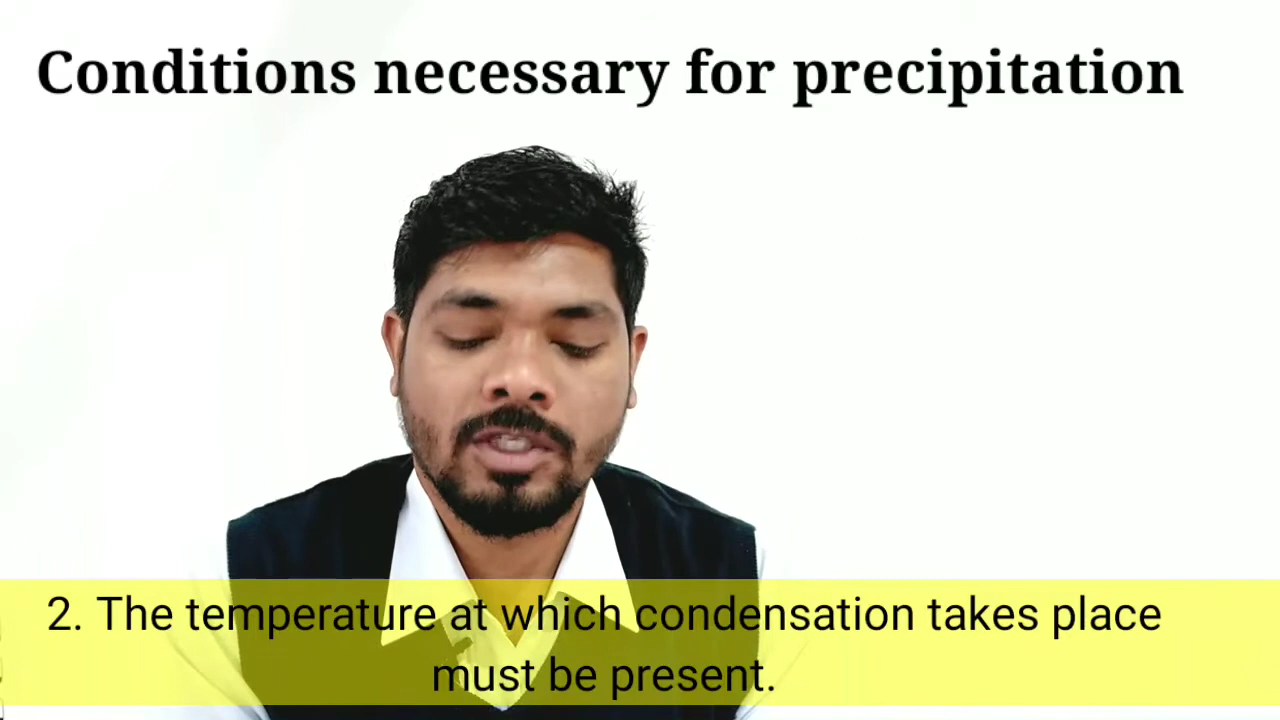 Conditions necessary for precipitation
2. The temperature at which condensation takes place
must be present.